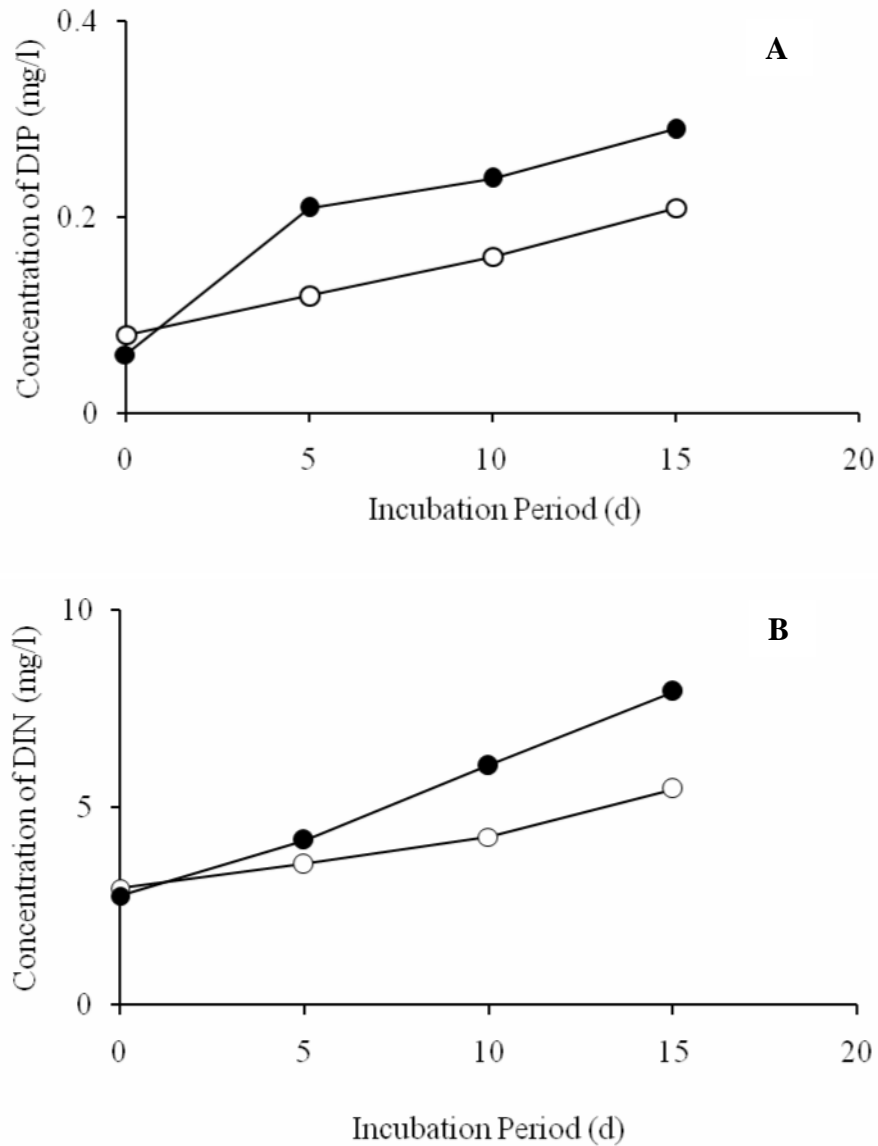 0.4
A
Concentration of DIP (mg/l)
0.2
0
0 5 10 15 20
Incubation Period (d)
10
B
Concentration of DIN (mg/l)
5
0
0 5 10 15 20
Incubation Period (d)